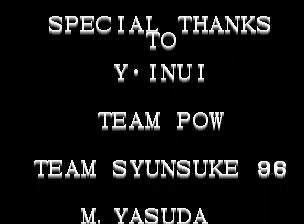 SPECIAL THANKS
TO
Y・INUI
TEAM POW
TEAM SYUNSUKE 96
M. YASUDA